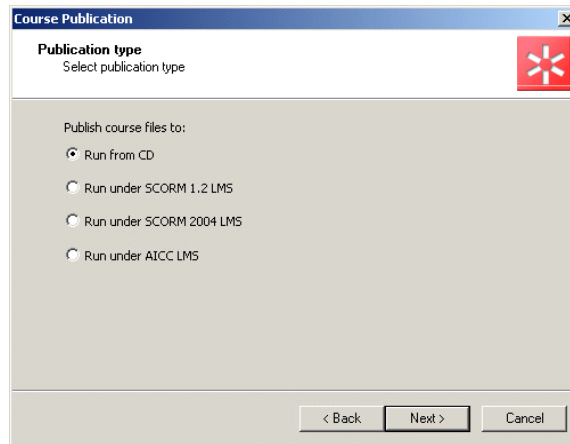 Course Publication
Publication type
Select publication type
Publish course files to:
Run from CD
Run under SCORM 1.2 LMS
Run under SCORM 2004 LMS
Run under AICC LMS
< Back Next > Cancel